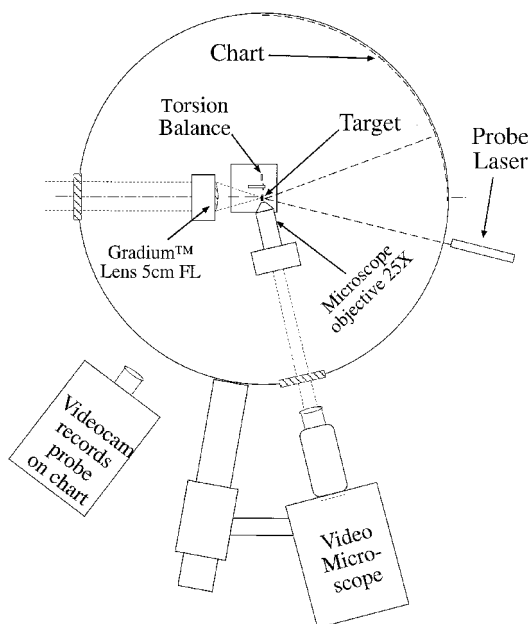 Chart
Torsion
Balance
Target
Probe
Laser
Gradium™
Lens 5cm FL
Microscope
objective 25X
Videocam
records
probe
on chart
Video
Micro-
scope